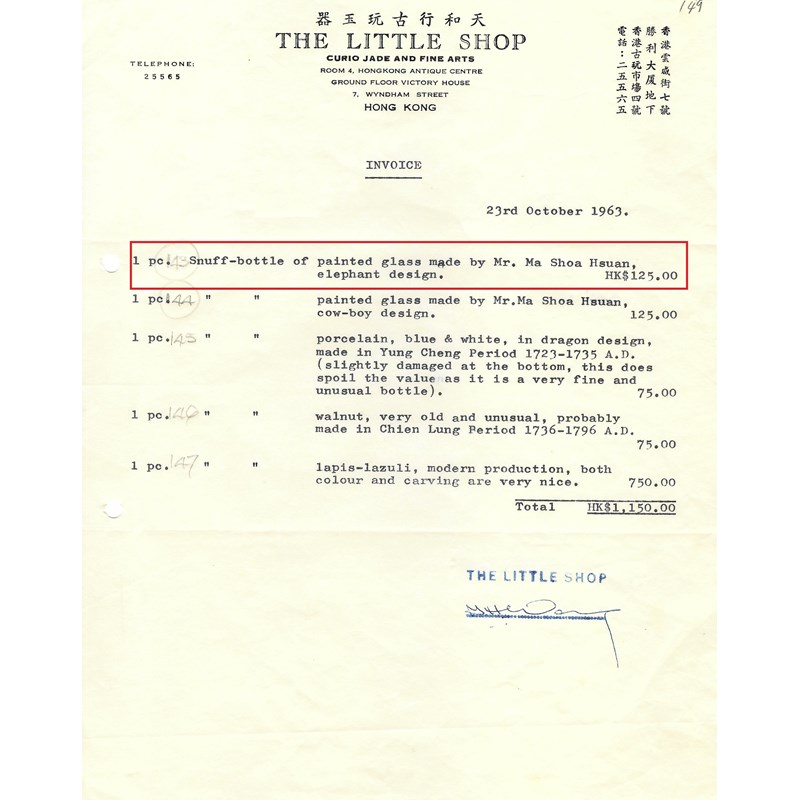 149
天和行古玩玉器
THE LITTLE SHOP
CURIO JADE AND FINE ARTS
ROOM 4, HONGKONG ANTIQUE CENTRE
GROUND FLOOR VICTORY HOUSE
7, WYNDHAM STREET
HONG KONG
TELEPHONE:
25565
香港雲咸街七號
勝利大厦地下
香港古玩市場四號
電話：二五五六五
INVOICE
23rd October 1963.
1 pc. 143 Snuff-bottle of painted glass made by Mr. Ma Shoa Hsuan,
elephant design. HK$125.00
1 pc. 144 " " painted glass made by Mr.Ma Shoa Hsuan,
cow-boy design. 125.00
1 pc. 145 " " porcelain, blue & white, in dragon design,
made in Yung Cheng Period 1723-1735 A.D.
(slightly damaged at the bottom, this does
spoil the value as it is a very fine and
unusual bottle). 75.00
1 pc. 146 " " walnut, very old and unusual, probably
made in Chien Lung Period 1736-1796 A.D.
75.00
1 pc. 147 " " lapis-lazuli, modern production, both
colour and carving are very nice. 750.00
Total HK$1,150.00
THE LITTLE SHOP